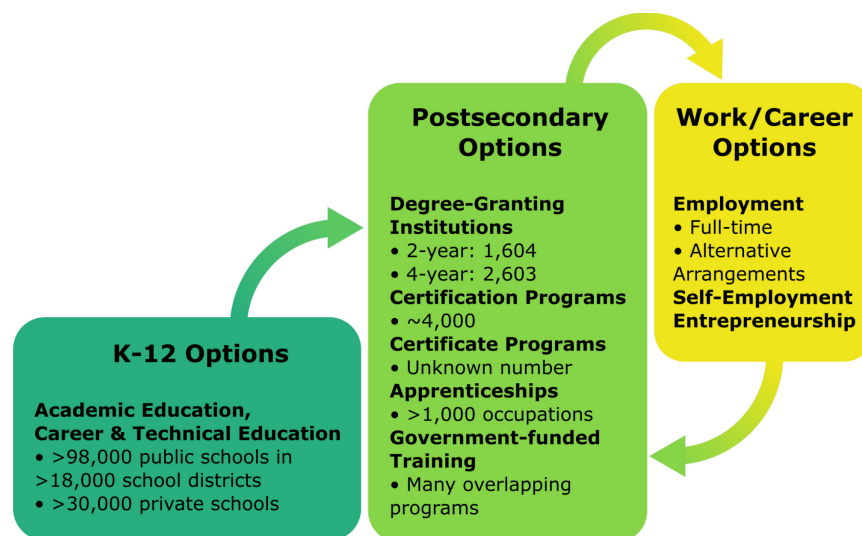 K-12 Options
Academic Education,
Career & Technical Education
• >98,000 public schools in
>18,000 school districts
• >30,000 private schools
Postsecondary
Options
Degree-Granting
Institutions
• 2-year: 1,604
• 4-year: 2,603
Certification Programs
• ~4,000
Certificate Programs
• Unknown number
Apprenticeships
• >1,000 occupations
Government-funded
Training
• Many overlapping
programs
Work/Career
Options
Employment
• Full-time
• Alternative
Arrangements
Self-Employment
Entrepreneurship